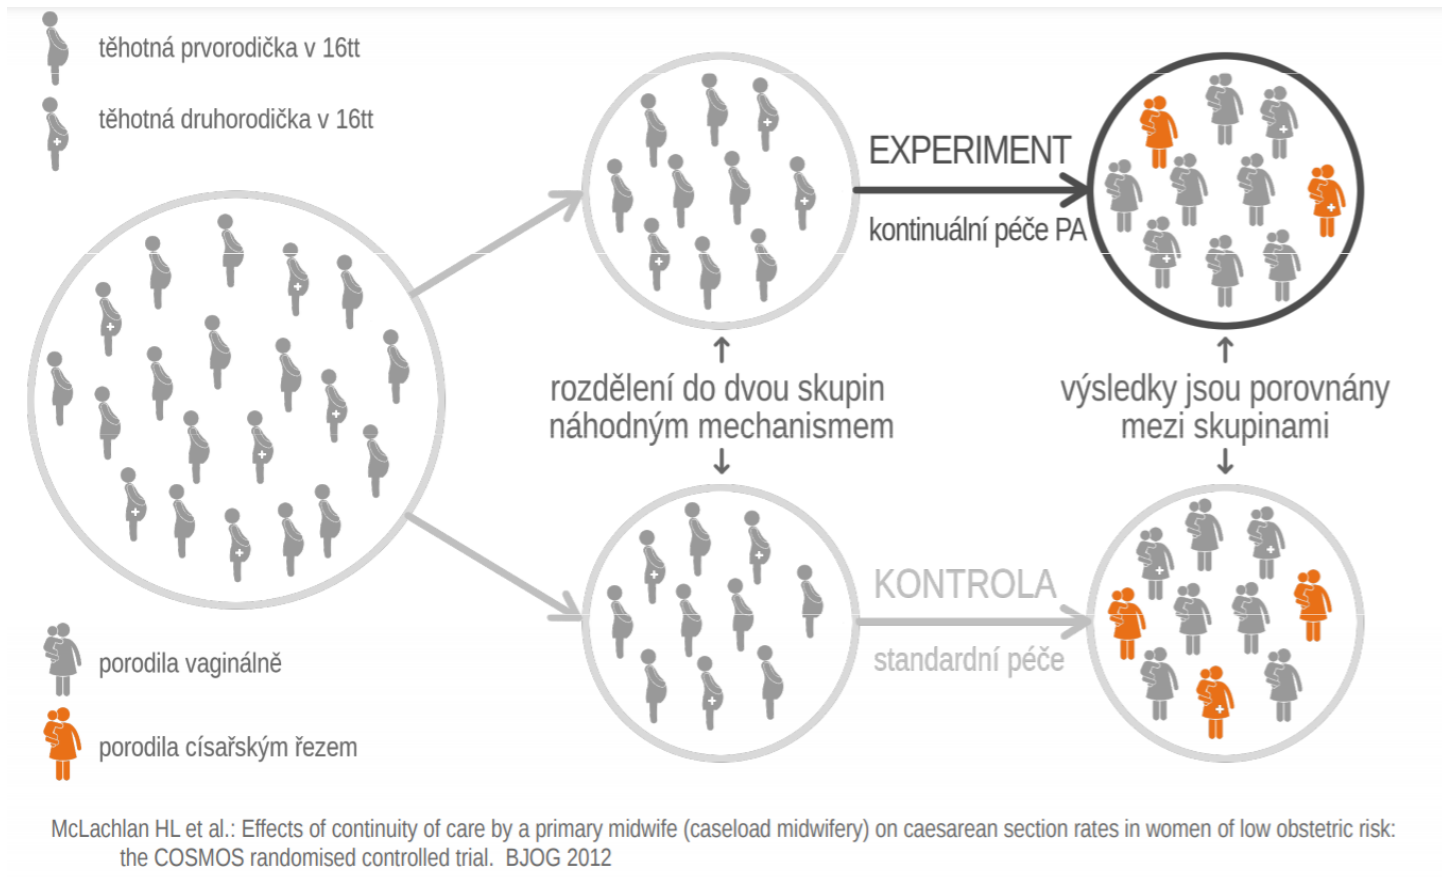 těhotná prvorodička v 16tt
těhotná druhorodička v 16tt
EXPERIMENT
kontinuální péče PA
rozdělení do dvou skupin
náhodným mechanismem
výsledky jsou porovnány
mezi skupinami
KONTROLA
standardní péče
porodila vaginálně
porodila císařským řezem
McLachlan HL et al.: Effects of continuity of care by a primary midwife (caseload midwifery) on caesarean section rates in women of low obstetric risk:
the COSMOS randomised controlled trial. BJOG 2012